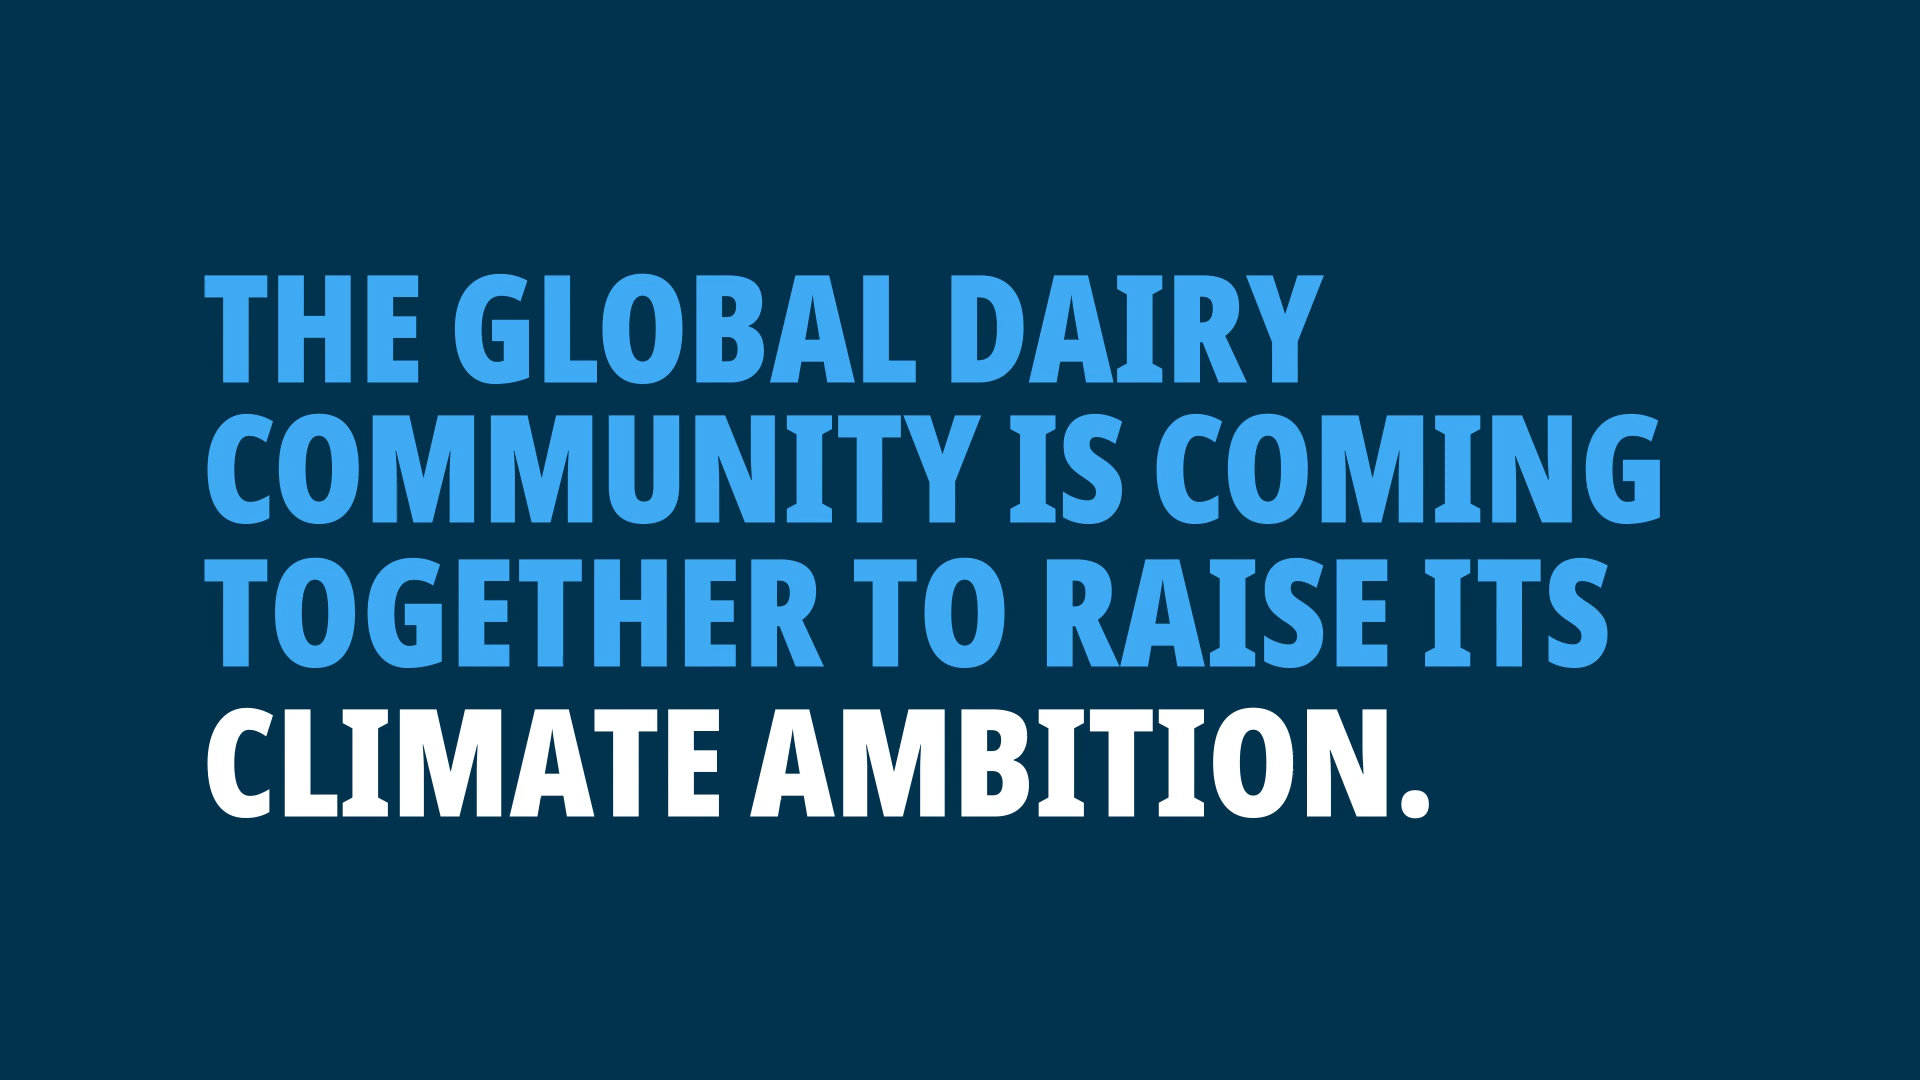 THE GLOBAL DAIRY
COMMUNITY IS COMING
TOGETHER TO RAISE ITS
CLIMATE AMBITION.